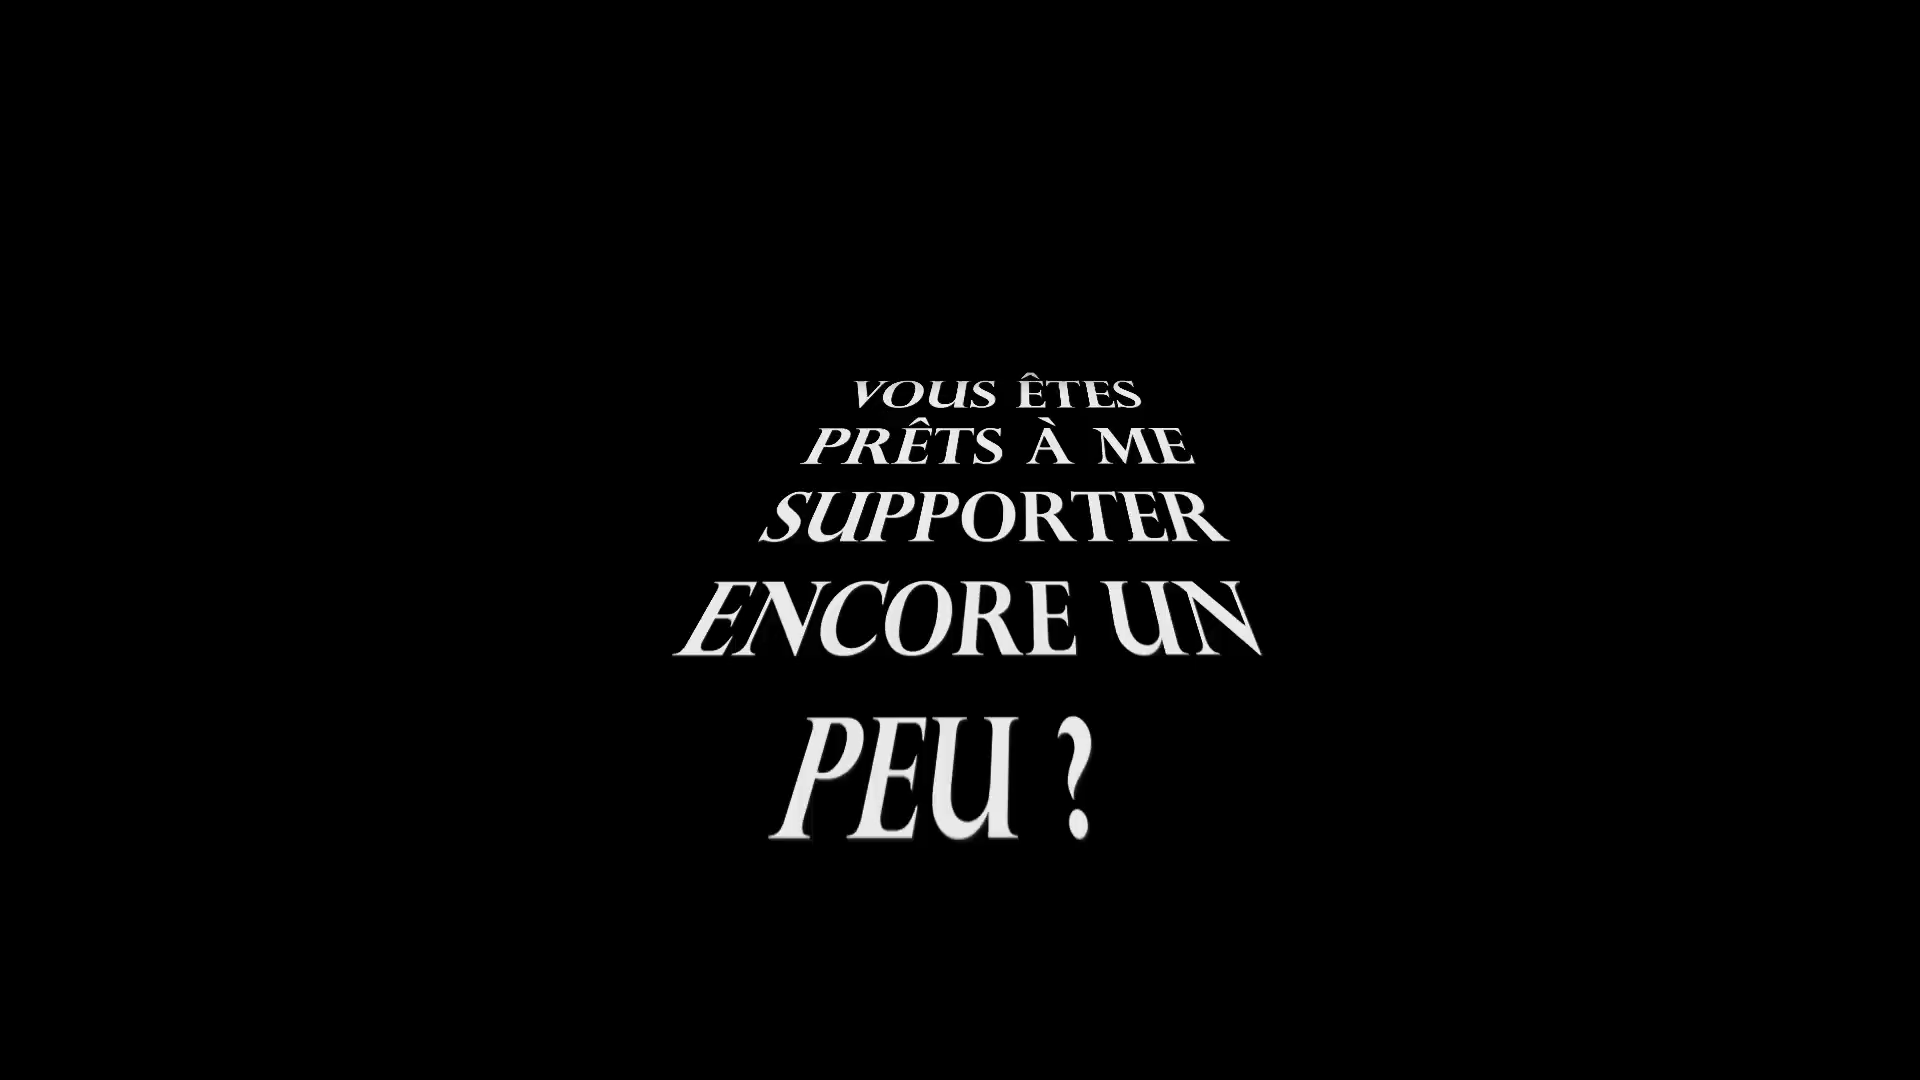 VOUS ÊTES
PRÊTS À ME
SUPPORTER
ENCORE UN
PEU ?